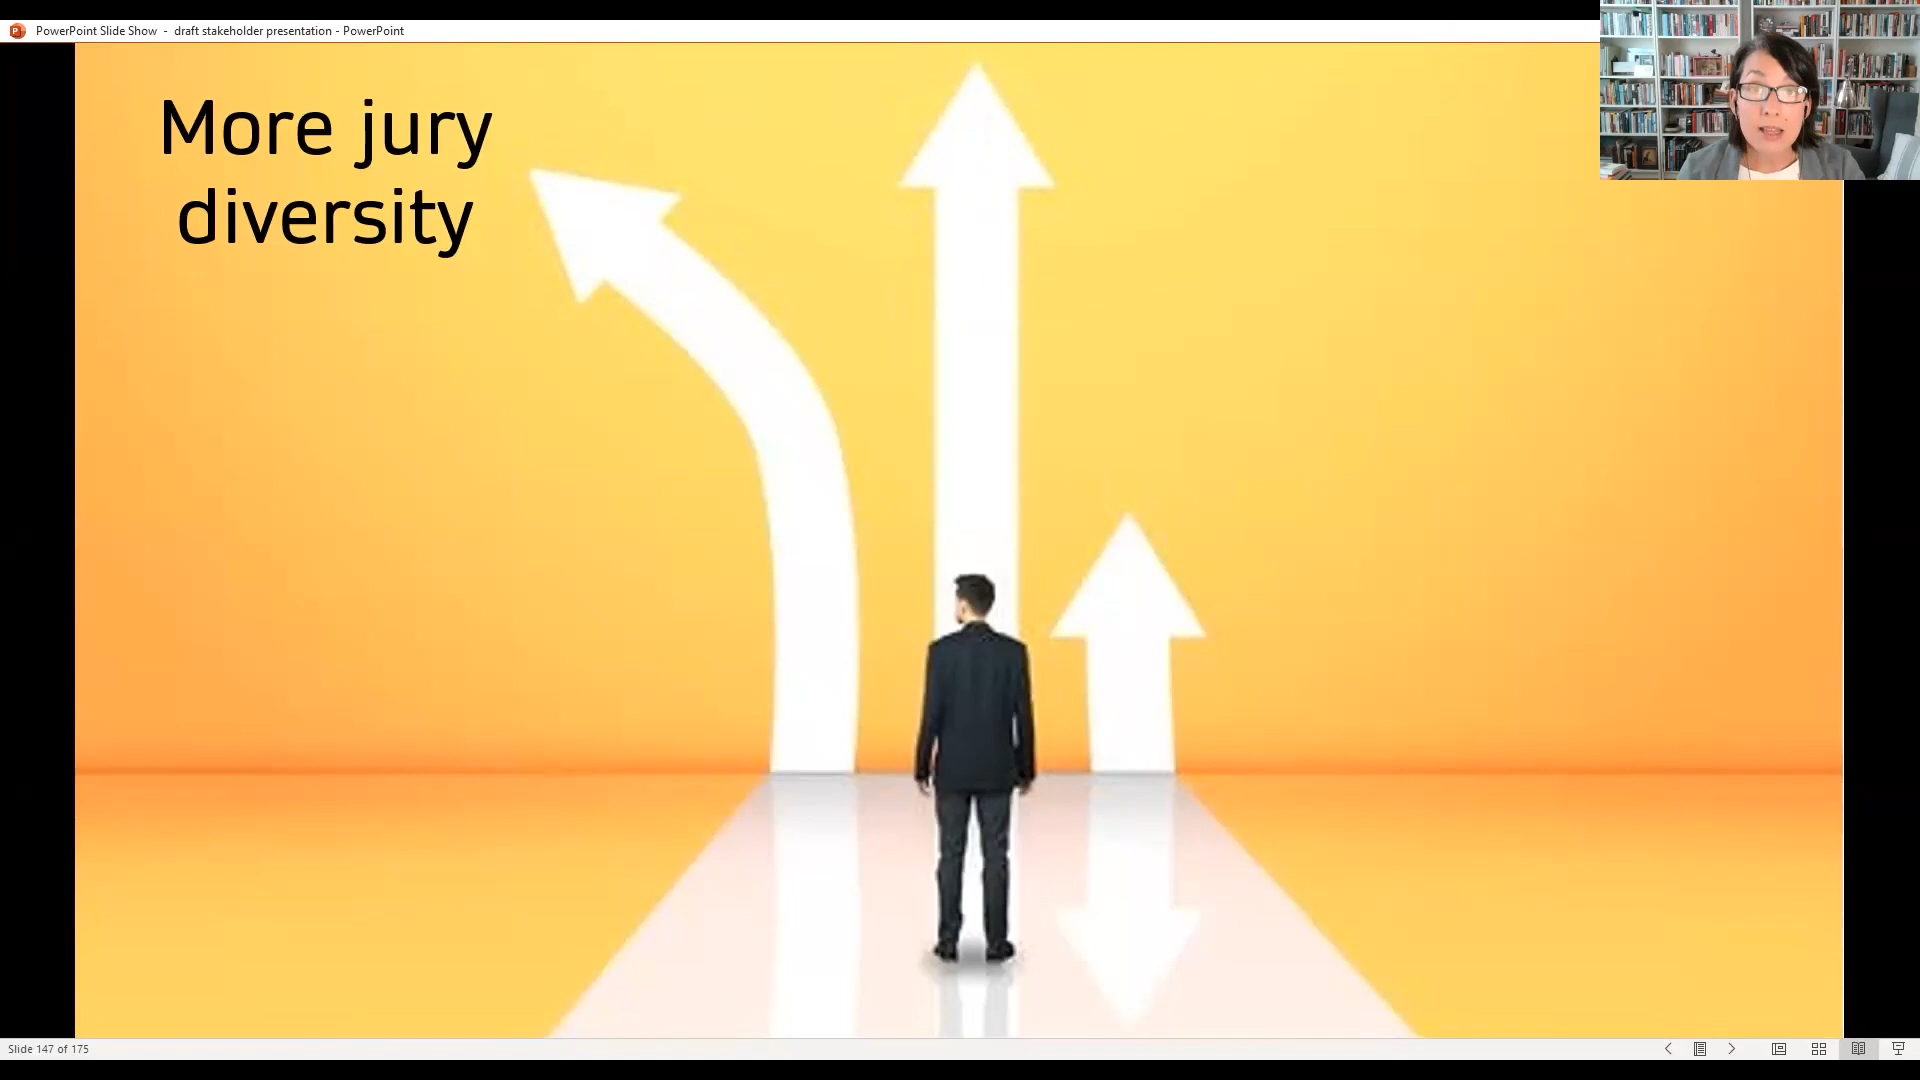 PowerPoint Slide Show - draft stakeholder presentation - PowerPoint
More jury
diversity
Slide 147 of 175